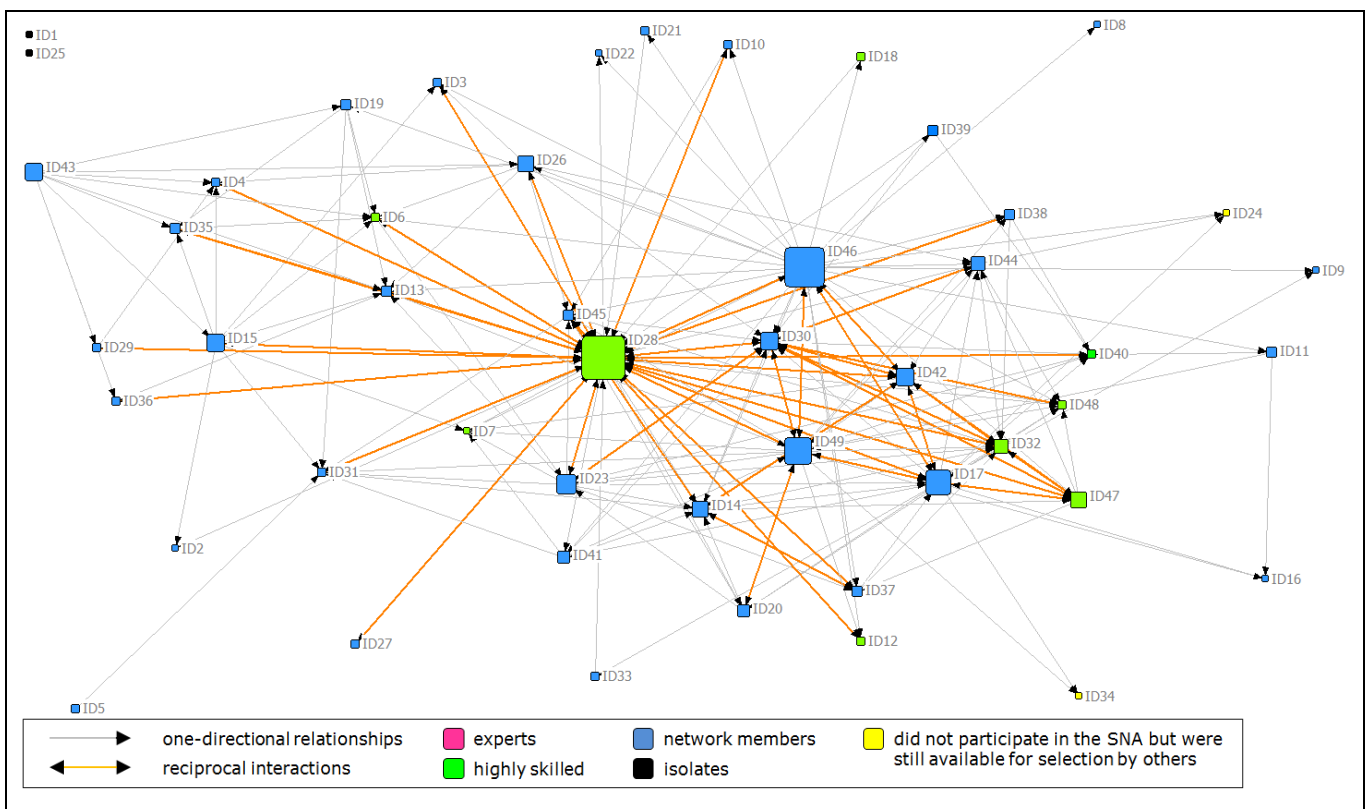 ID1
ID25
ID21
ID22
ID10
ID8
ID18
ID3
ID19
ID39
ID43
ID26
ID4
ID6
ID35
ID38
ID24
ID46
ID44
ID9
ID13
ID45
ID15
ID28
ID30
ID29
ID40
ID11
ID42
ID36
ID48
ID7
ID32
ID49
ID31
ID23
ID17
ID47
ID14
ID2
ID41
ID16
ID37
ID20
ID27
ID12
ID33
ID34
ID5
one-directional relationships
experts
network members
did not participate in the SNA but were
still available for selection by others
reciprocal interactions
highly skilled
isolates